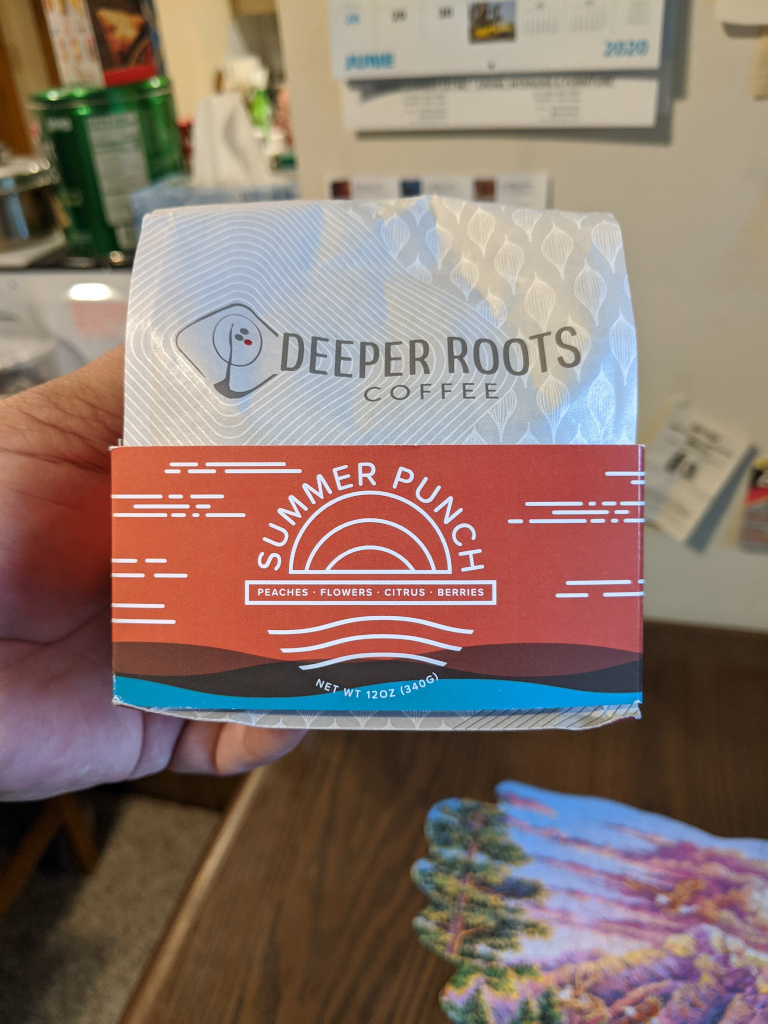 JUNE
2020
DEEPER ROOTS
COFFEE
SUMMER PUNCH
PEACHES · FLOWERS · CITRUS · BERRIES
NET WT 12OZ (340G)